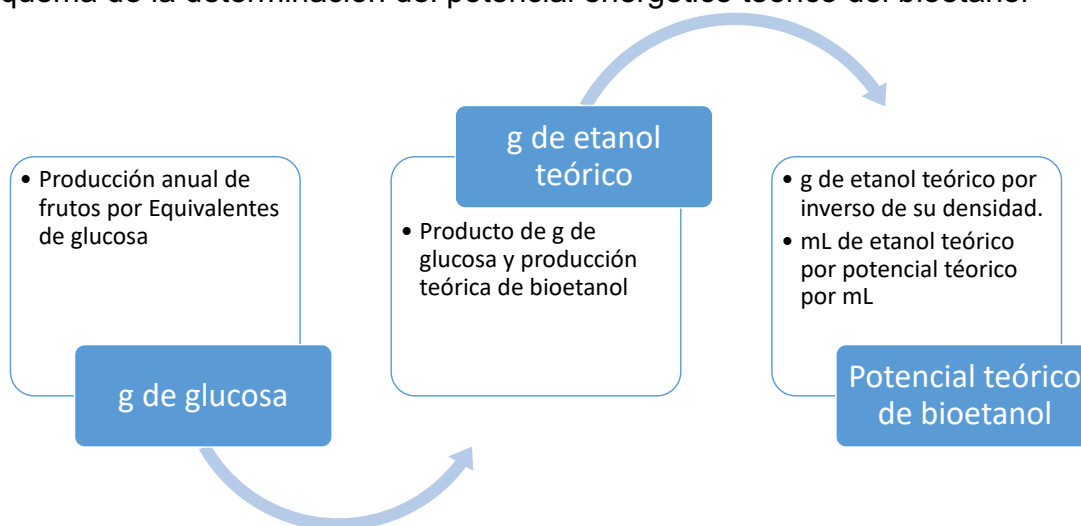 quema de la determinación del potencial energético teórico del bioetanol
• Producción anual de
frutos por Equivalentes
de glucosa
g de glucosa
g de etanol
teórico
• Producto de g de
glucosa y producción
teórica de bioetanol
• g de etanol teórico por
inverso de su densidad.
• mL de etanol teórico
por potencial téorico
por mL
Potencial teórico
de bioetanol